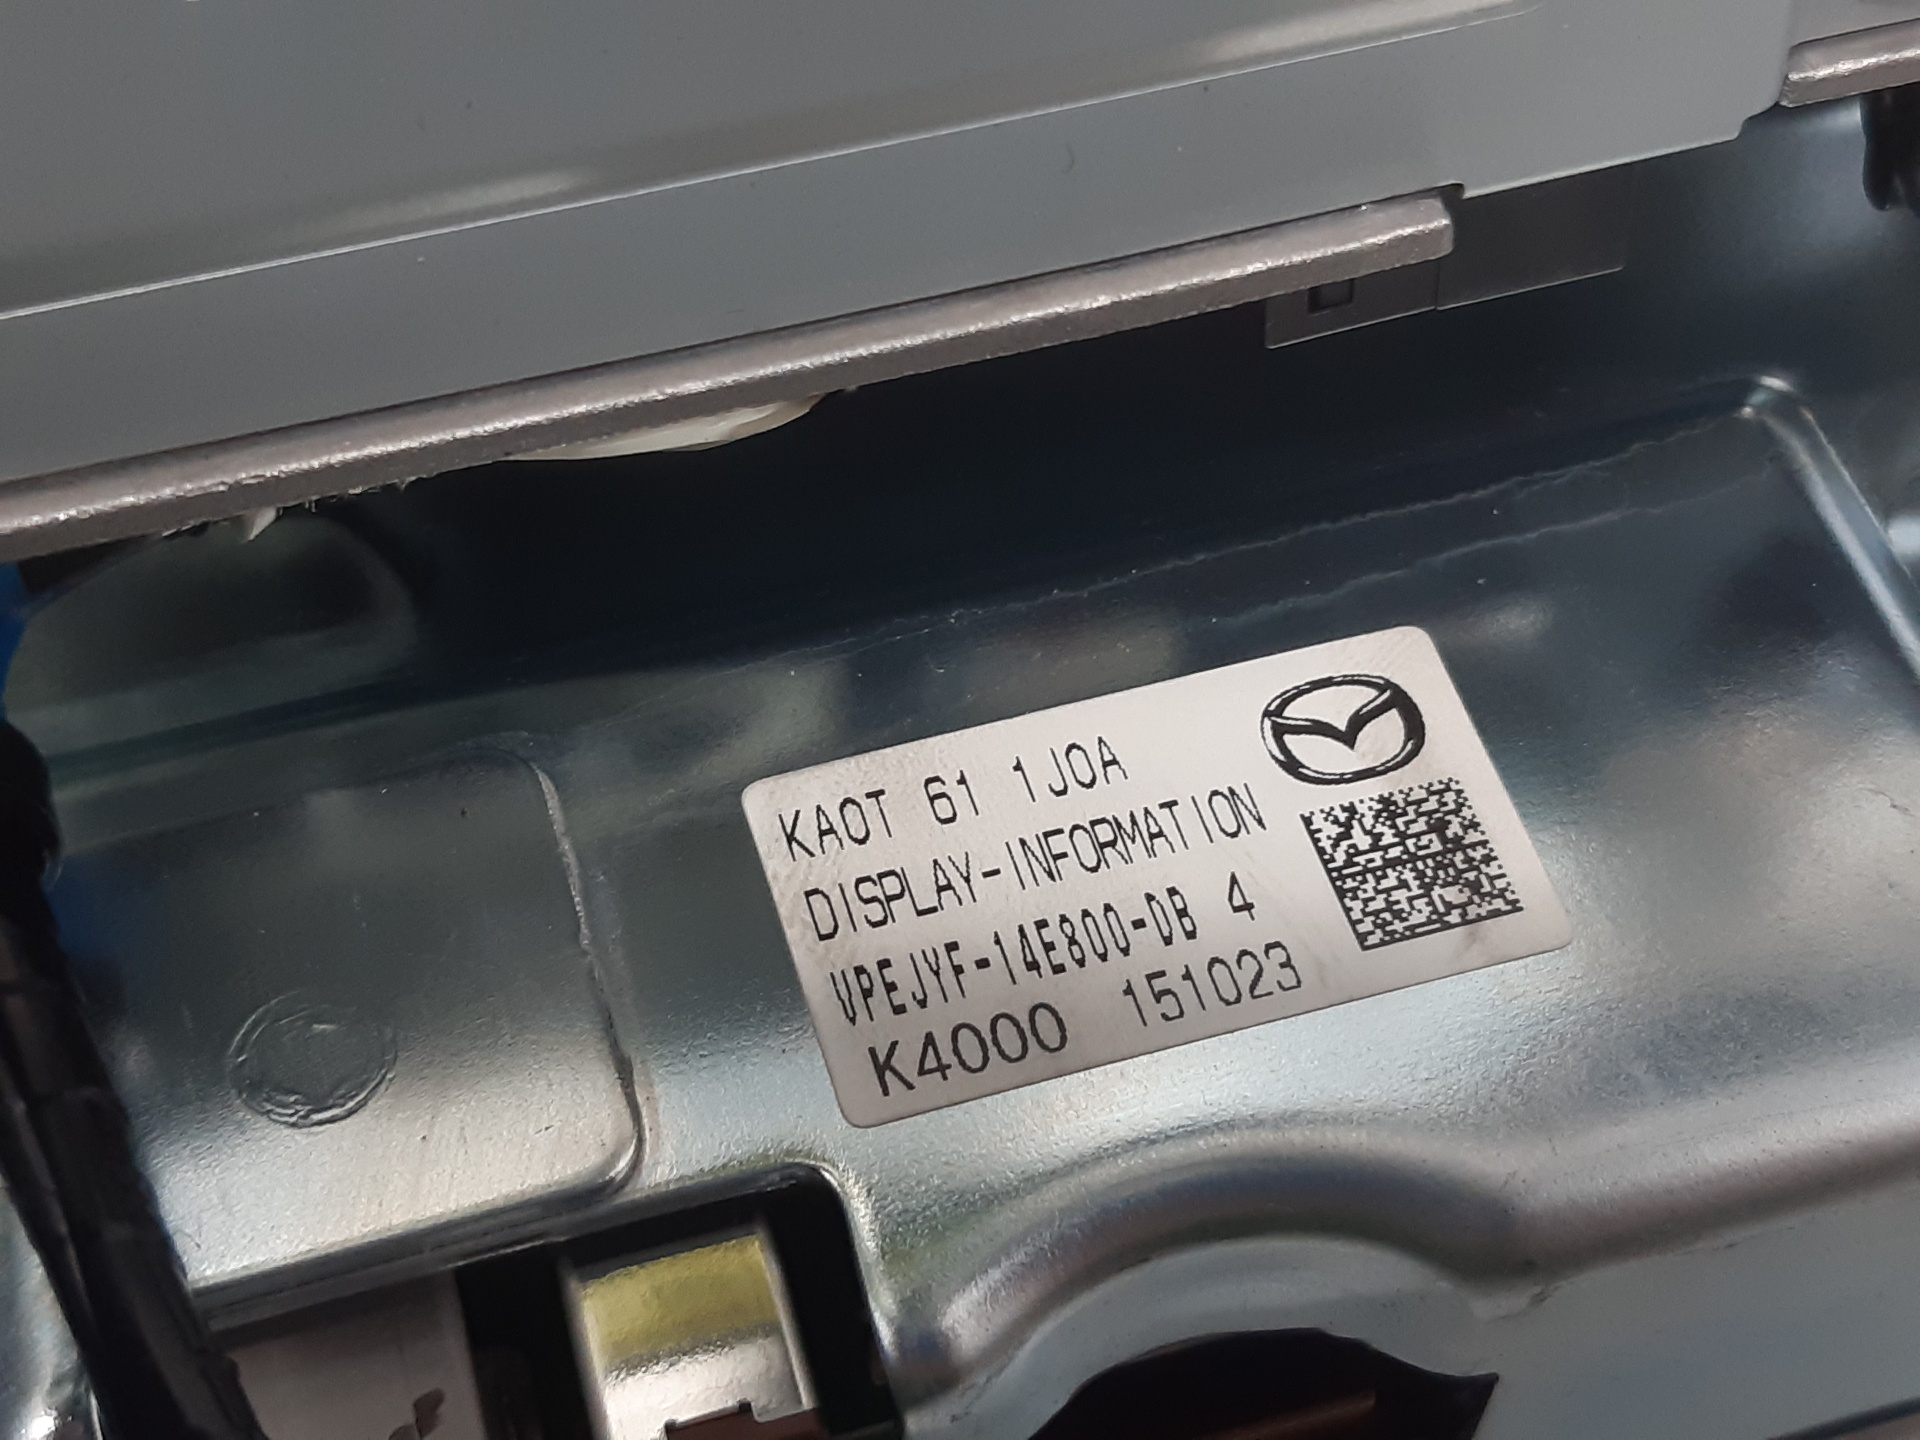 KA0T 61 1J0A
DISPLAY-INFORMATION
VPEJYF-14E800-DB 4
K4000 151023